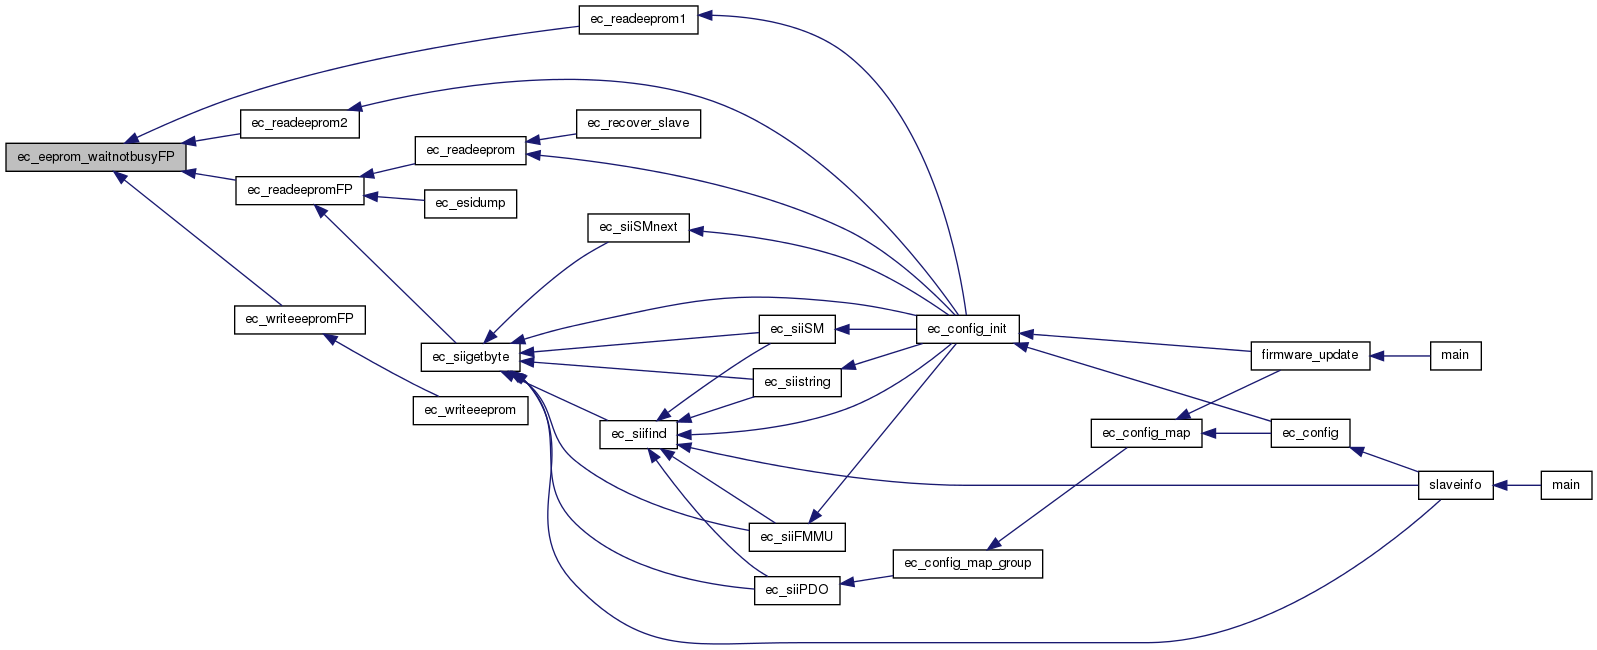 ec_readeeprom1
ec_readeeprom2
ec_recover_slave
ec_readeeprom
ec_eeprom_waitnotbusyFP
ec_readeepromFP
ec_esidump
ec_siiSMnext
ec_writeeepromFP
ec_siiSM
ec_config_init
ec_siigetbyte
firmware_update
main
ec_siistring
ec_writeeeprom
ec_siifind
ec_config_map
ec_config
slaveinfo
main
ec_siiFMMU
ec_config_map_group
ec_siiPDO